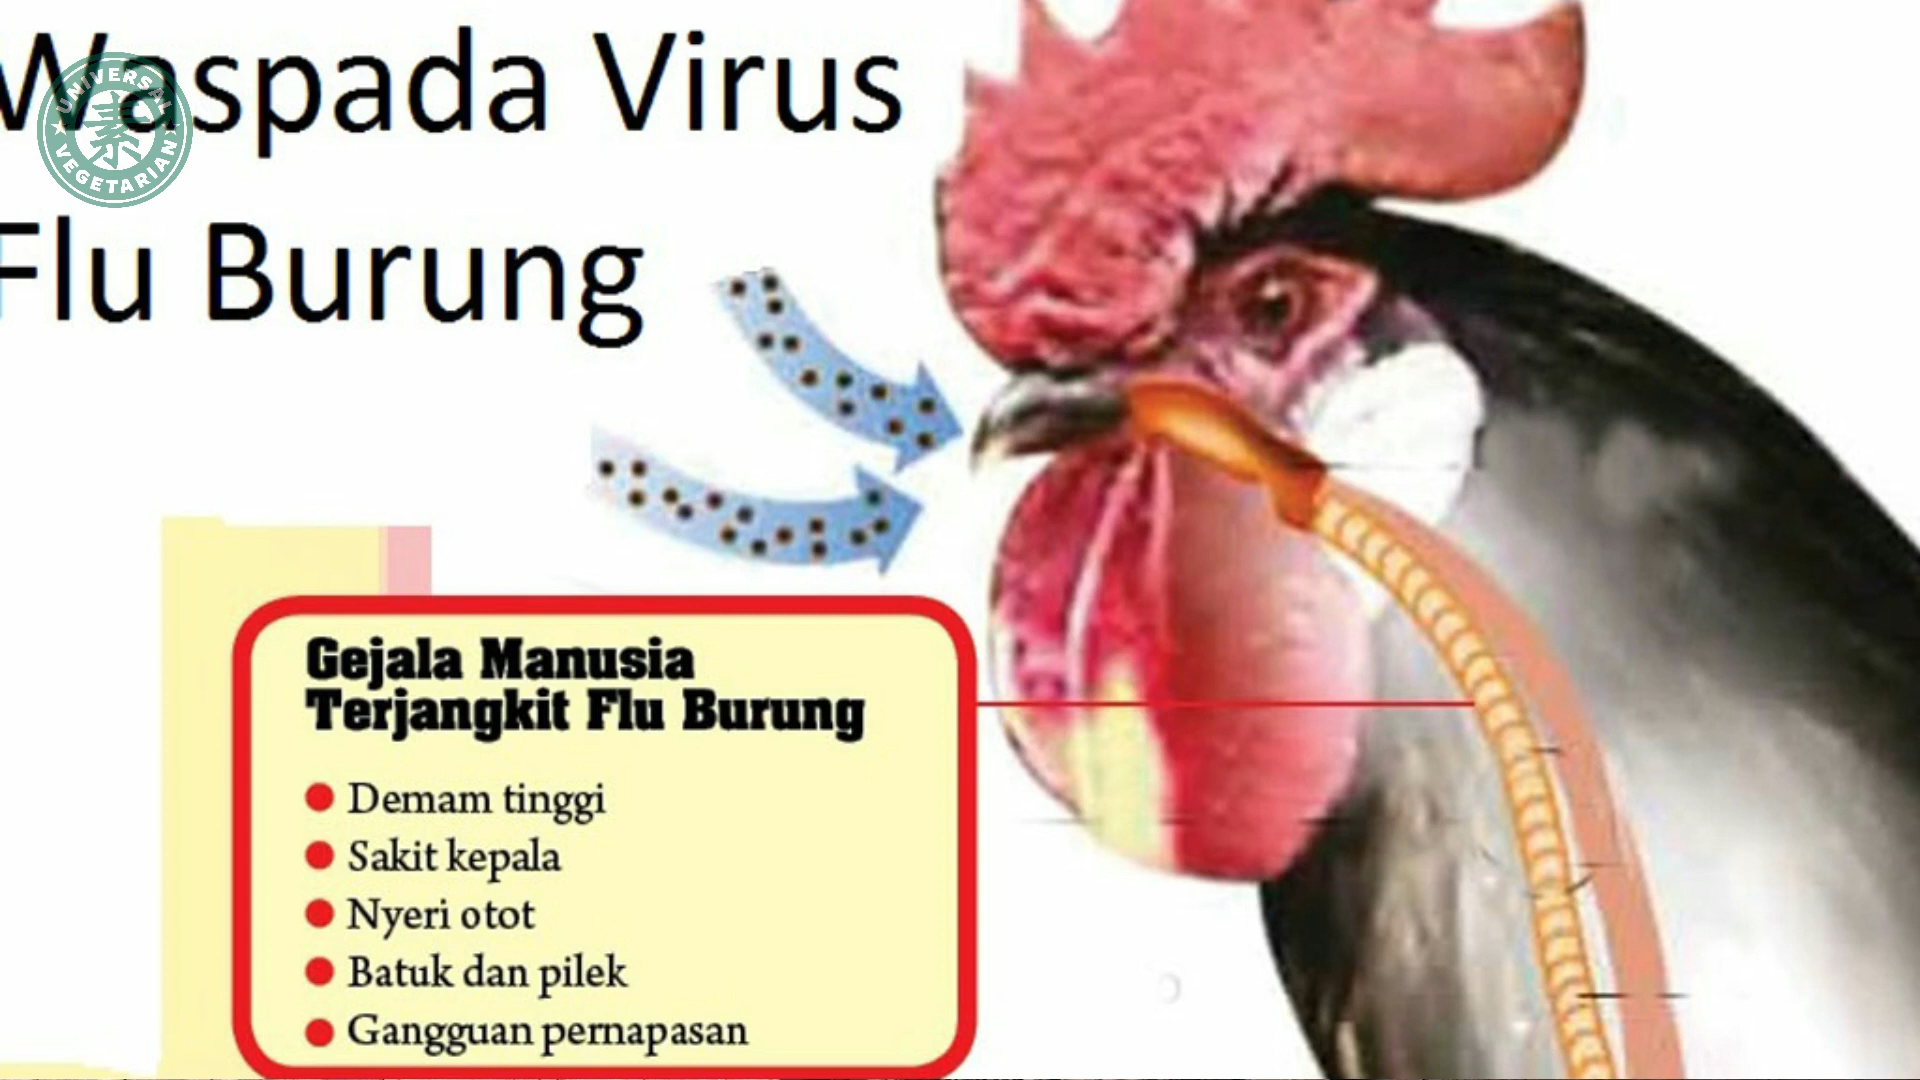 Waspada Virus
Flu Burung
UNIVERSAL
素
VEGETARIAN
Gejala Manusia
Terjangkit Flu Burung
Demam tinggi
Sakit kepala
Nyeri otot
Batuk dan pilek
Gangguan pernapasan